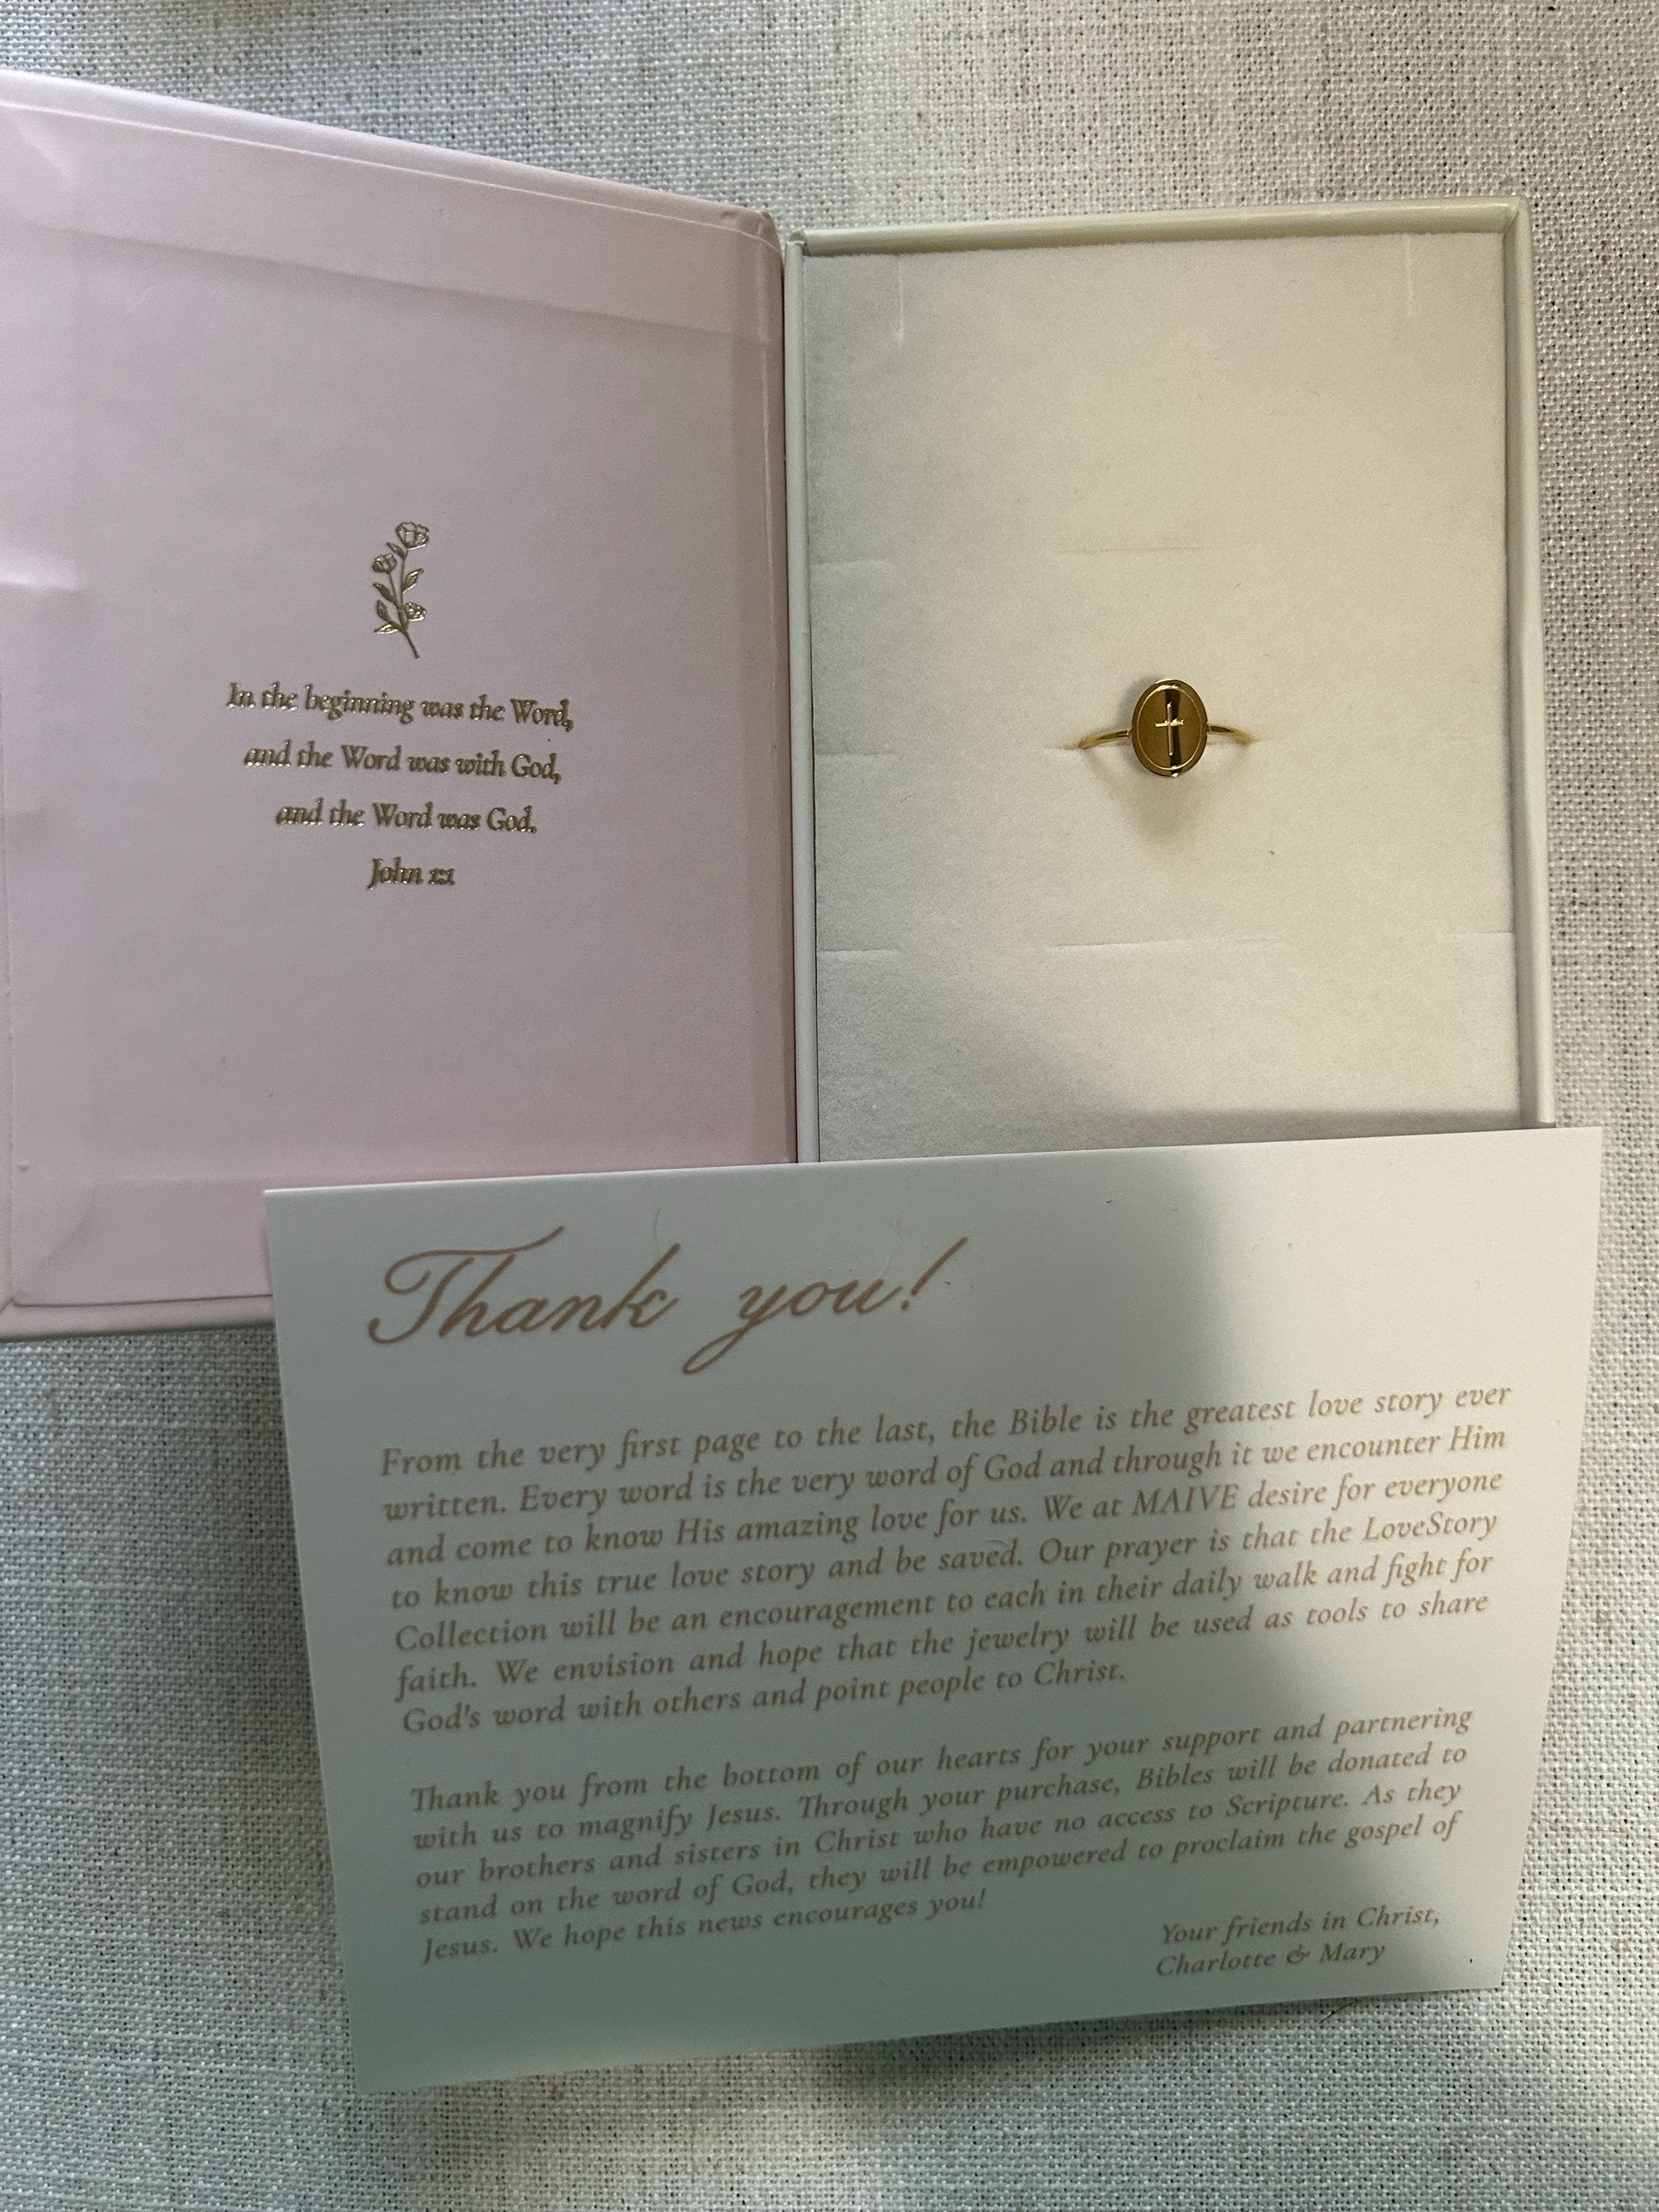 In the beginning was the Word,
and the Word was with God,
and the Word was God.
John 1:1
Thank you!
From the very first page to the last, the Bible is the greatest love story ever
written. Every word is the very word of God and through it we encounter Him
and come to know His amazing love for us. We at MAIVE desire for everyone
to know this true love story and be saved. Our prayer is that the LoveStory
Collection will be an encouragement to each in their daily walk and fight for
faith. We envision and hope that the jewelry will be used as tools to share
God's word with others and point people to Christ.
Thank you from the bottom of our hearts for your support and partnering
with us to magnify Jesus. Through your purchase, Bibles will be donated to
our brothers and sisters in Christ who have no access to Scripture. As they
stand on the word of God, they will be empowered to proclaim the gospel of
Jesus. We hope this news encourages you!
Your friends in Christ,
Charlotte & Mary